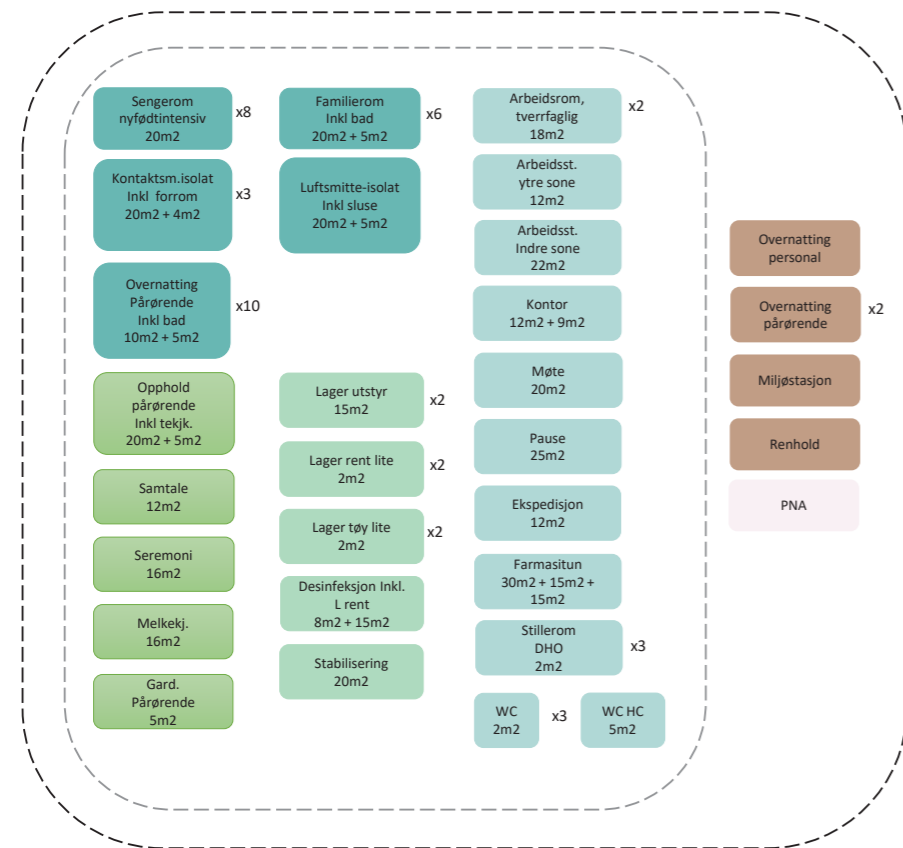 Sengerom
nyfødtintensiv
20m2
x8
Kontaktsm.isolat
Inkl forrom
20m2 + 4m2
x3
Overnatting
Pårørende
Inkl bad
10m2 + 5m2
x10
Opphold
pårørende
Inkl tekjk.
20m2 + 5m2
Samtale
12m2
Seremoni
16m2
Melkekj.
16m2
Gard.
Pårørende
5m2
Familierom
Inkl bad
20m2 + 5m2
x6
Luftsmitte-isolat
Inkl sluse
20m2 + 5m2
Lager utstyr
15m2
x2
Lager rent lite
2m2
x2
Lager tøy lite
2m2
x2
Desinfeksjon Inkl.
L rent
8m2 + 15m2
Stabilisering
20m2
Arbeidsrom,
tverrfaglig
18m2
x2
Arbeidsst.
ytre sone
12m2
Arbeidsst.
Indre sone
22m2
Kontor
12m2 + 9m2
Møte
20m2
Pause
25m2
Ekspedisjon
12m2
Farmasitun
30m2 + 15m2 +
15m2
Stillerom
DHO
2m2
x3
WC
2m2
x3
WC HC
5m2
Overnatting
personal
Overnatting
pårørende
x2
Miljøstasjon
Renhold
PNA